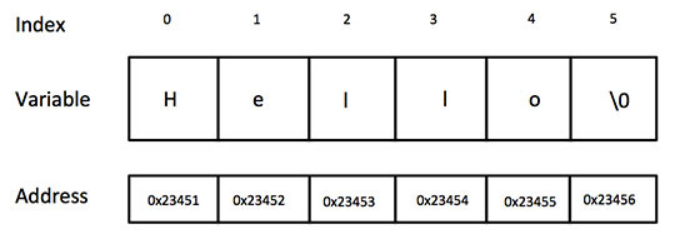 Index 0 1 2 3 4 5
Variable H e l l o \0
Address 0x23451 0x23452 0x23453 0x23454 0x23455 0x23456